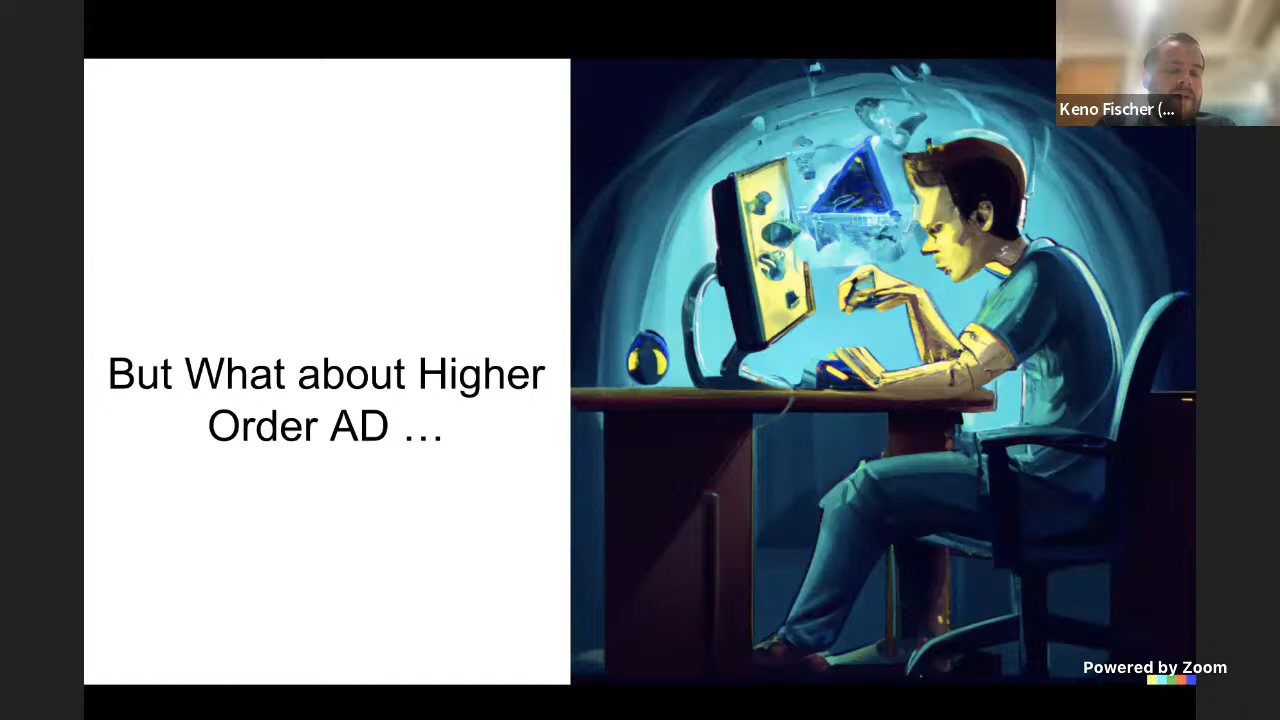 Keno Fischer (...
But What about Higher
Order AD …
Powered by Zoom